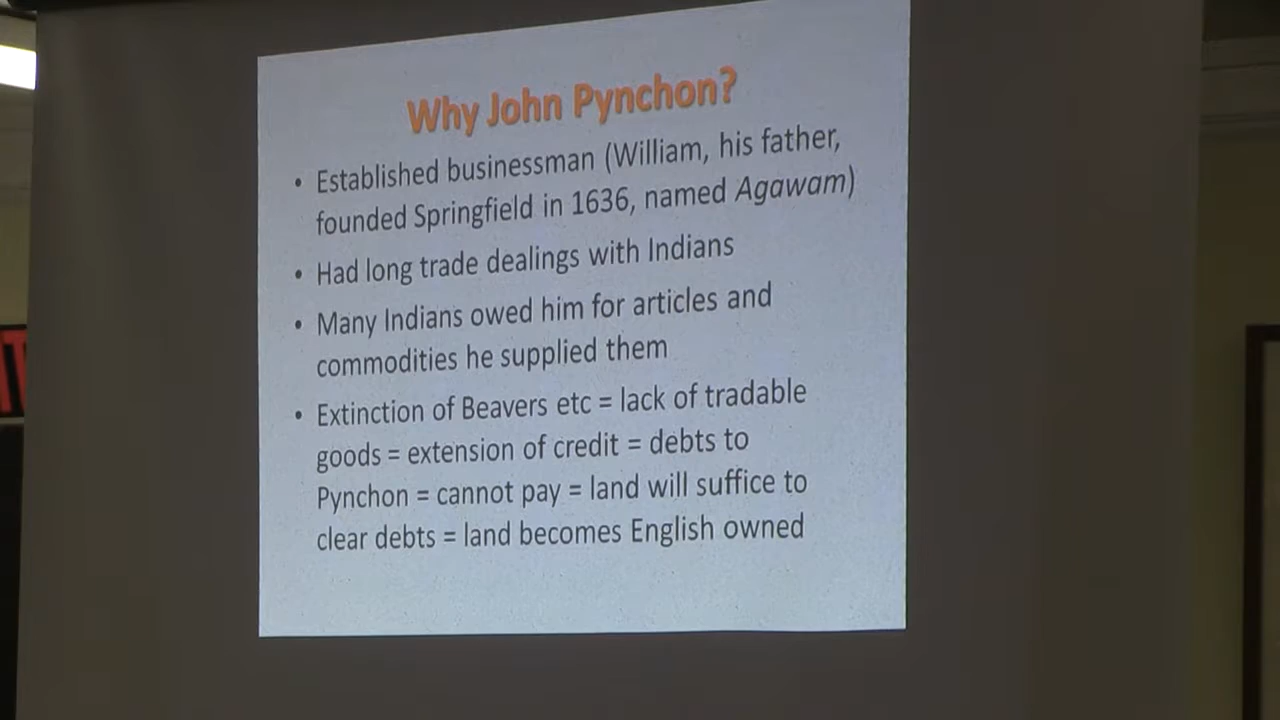 Why John Pynchon?
• Established businessman (William, his father,
founded Springfield in 1636, named Agawam)
• Had long trade dealings with Indians
• Many Indians owed him for articles and
commodities he supplied them
• Extinction of Beavers etc = lack of tradable
goods = extension of credit = debts to
Pynchon = cannot pay = land will suffice to
clear debts = land becomes English owned